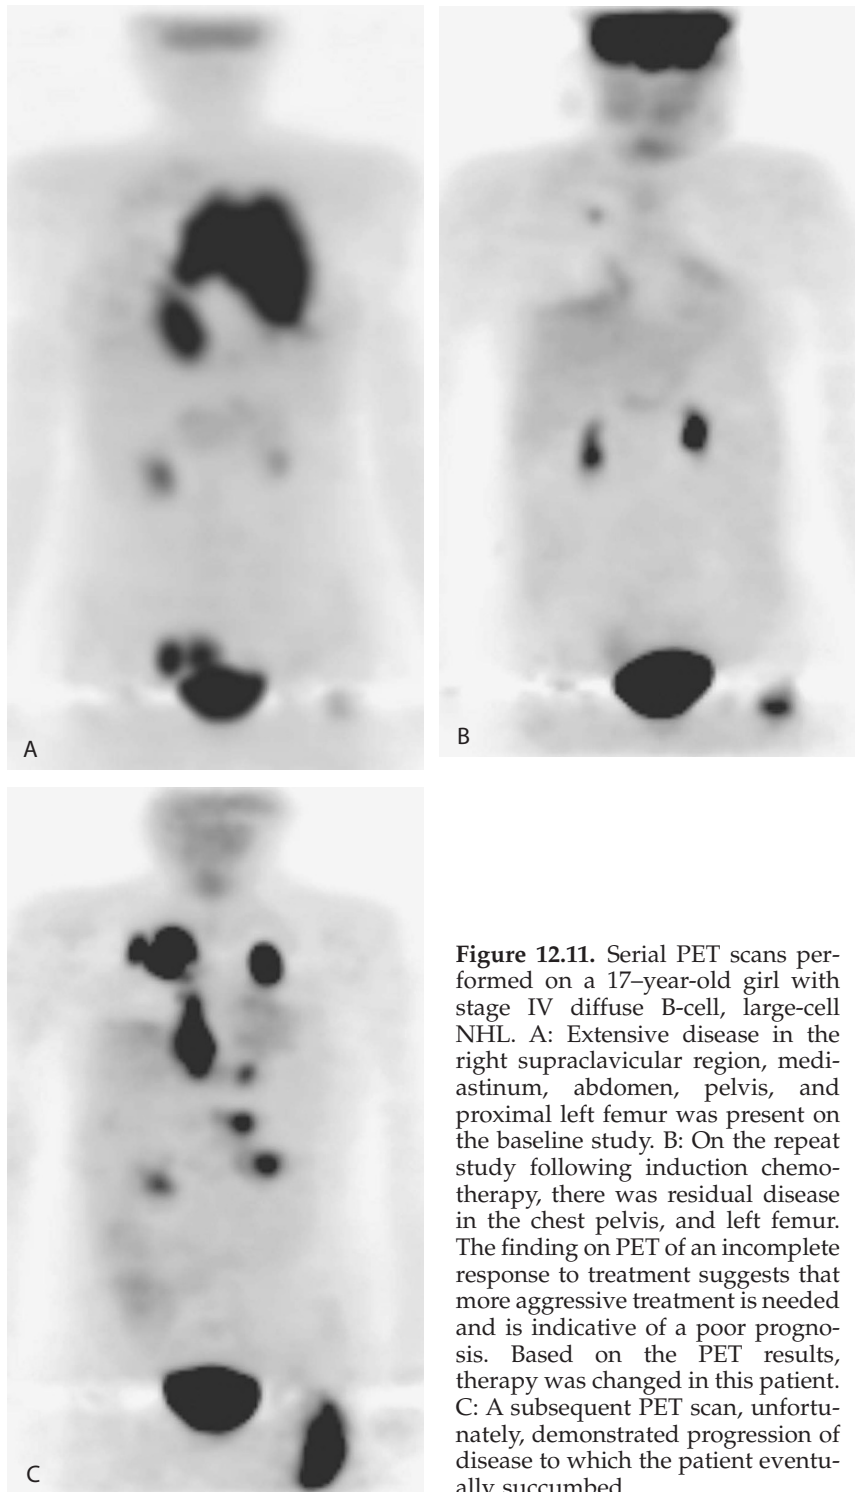 A
B
C
Figure 12.11. Serial PET scans per-
formed on a 17–year-old girl with
stage IV diffuse B-cell, large-cell
NHL. A: Extensive disease in the
right supraclavicular region, medi-
astinum, abdomen, pelvis, and
proximal left femur was present on
the baseline study. B: On the repeat
study following induction chemo-
therapy, there was residual disease
in the chest pelvis, and left femur.
The finding on PET of an incomplete
response to treatment suggests that
more aggressive treatment is needed
and is indicative of a poor progno-
sis. Based on the PET results,
therapy was changed in this patient.
C: A subsequent PET scan, unfortu-
nately, demonstrated progression of
disease to which the patient eventu-
ally succumbed